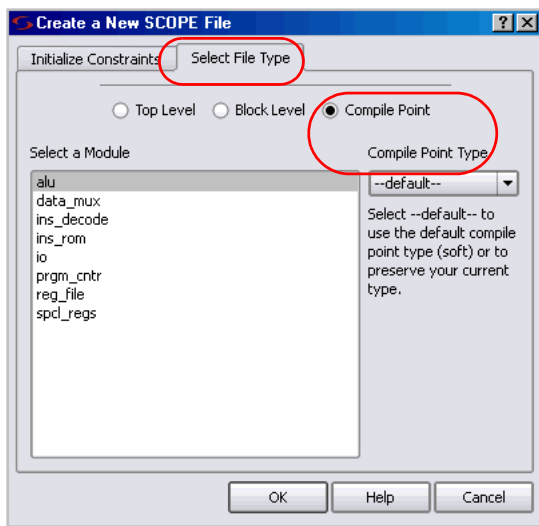 Create a New SCOPE File
Initialize Constraints
Select File Type
Top Level
Block Level
Compile Point
Select a Module
Compile Point Type
alu
data_mux
ins_decode
ins_rom
io
prgm_cntr
reg_file
spcl_regs
--default--
Select --default-- to
use the default compile
point type (soft) or to
preserve your current
type.
OK
Help
Cancel